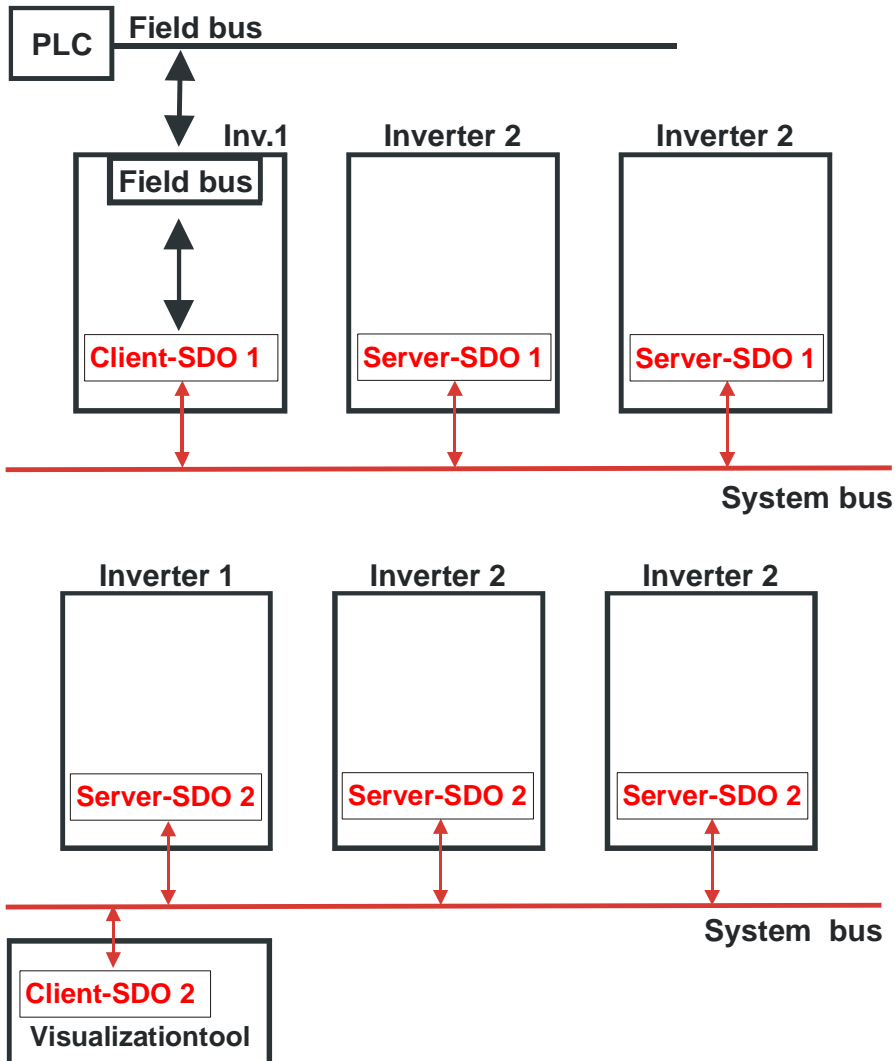 Field bus
PLC
Inv.1 Inverter 2 Inverter 2
Field bus
Client-SDO 1 Server-SDO 1 Server-SDO 1
System bus
Inverter 1 Inverter 2 Inverter 2
Server-SDO 2 Server-SDO 2 Server-SDO 2
System bus
Client-SDO 2
Visualizationtool